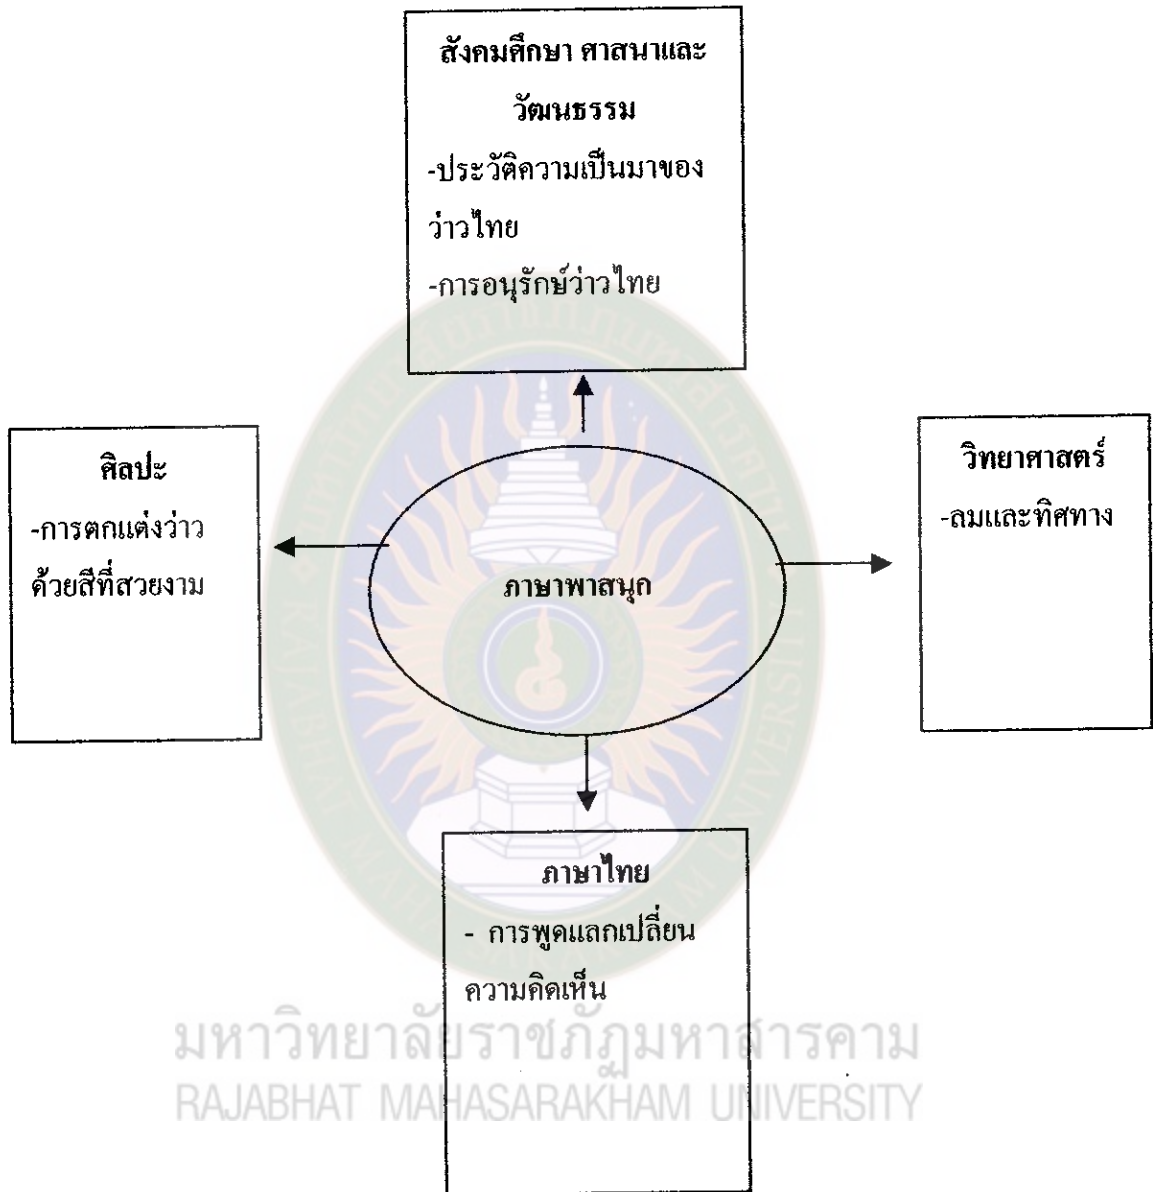 สังคมศึกษา ศาสนาและ
วัฒนธรรม
-ประวัติความเป็นมาของ
ว่าวไทย
-การอนุรักษ์ว่าวไทย
ศิลปะ
-การตกแต่งว่าว
ด้วยสีที่สวยงาม
ภาษาพาสนุก
วิทยาศาสตร์
-ลมและทิศทาง
ภาษาไทย
- การพูดแลกเปลี่ยน
ความคิดเห็น
มหาวิทยาลัยราชภัฏมหาสารคาม
RAJABHAT MAHASARAKHAM UNIVERSITY